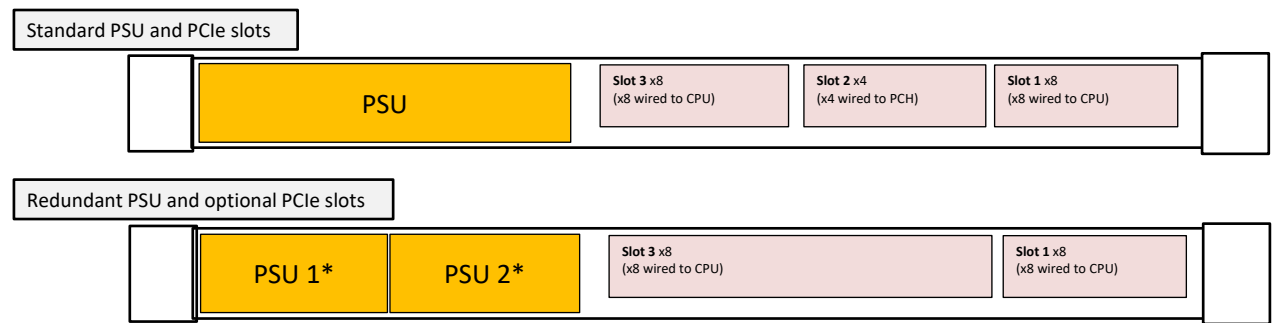 Standard PSU and PCIe slots
PSU
Slot 3 x8
(x8 wired to CPU)
Slot 2 x4
(x4 wired to PCH)
Slot 1 x8
(x8 wired to CPU)
Redundant PSU and optional PCIe slots
PSU 1*
PSU 2*
Slot 3 x8
(x8 wired to CPU)
Slot 1 x8
(x8 wired to CPU)